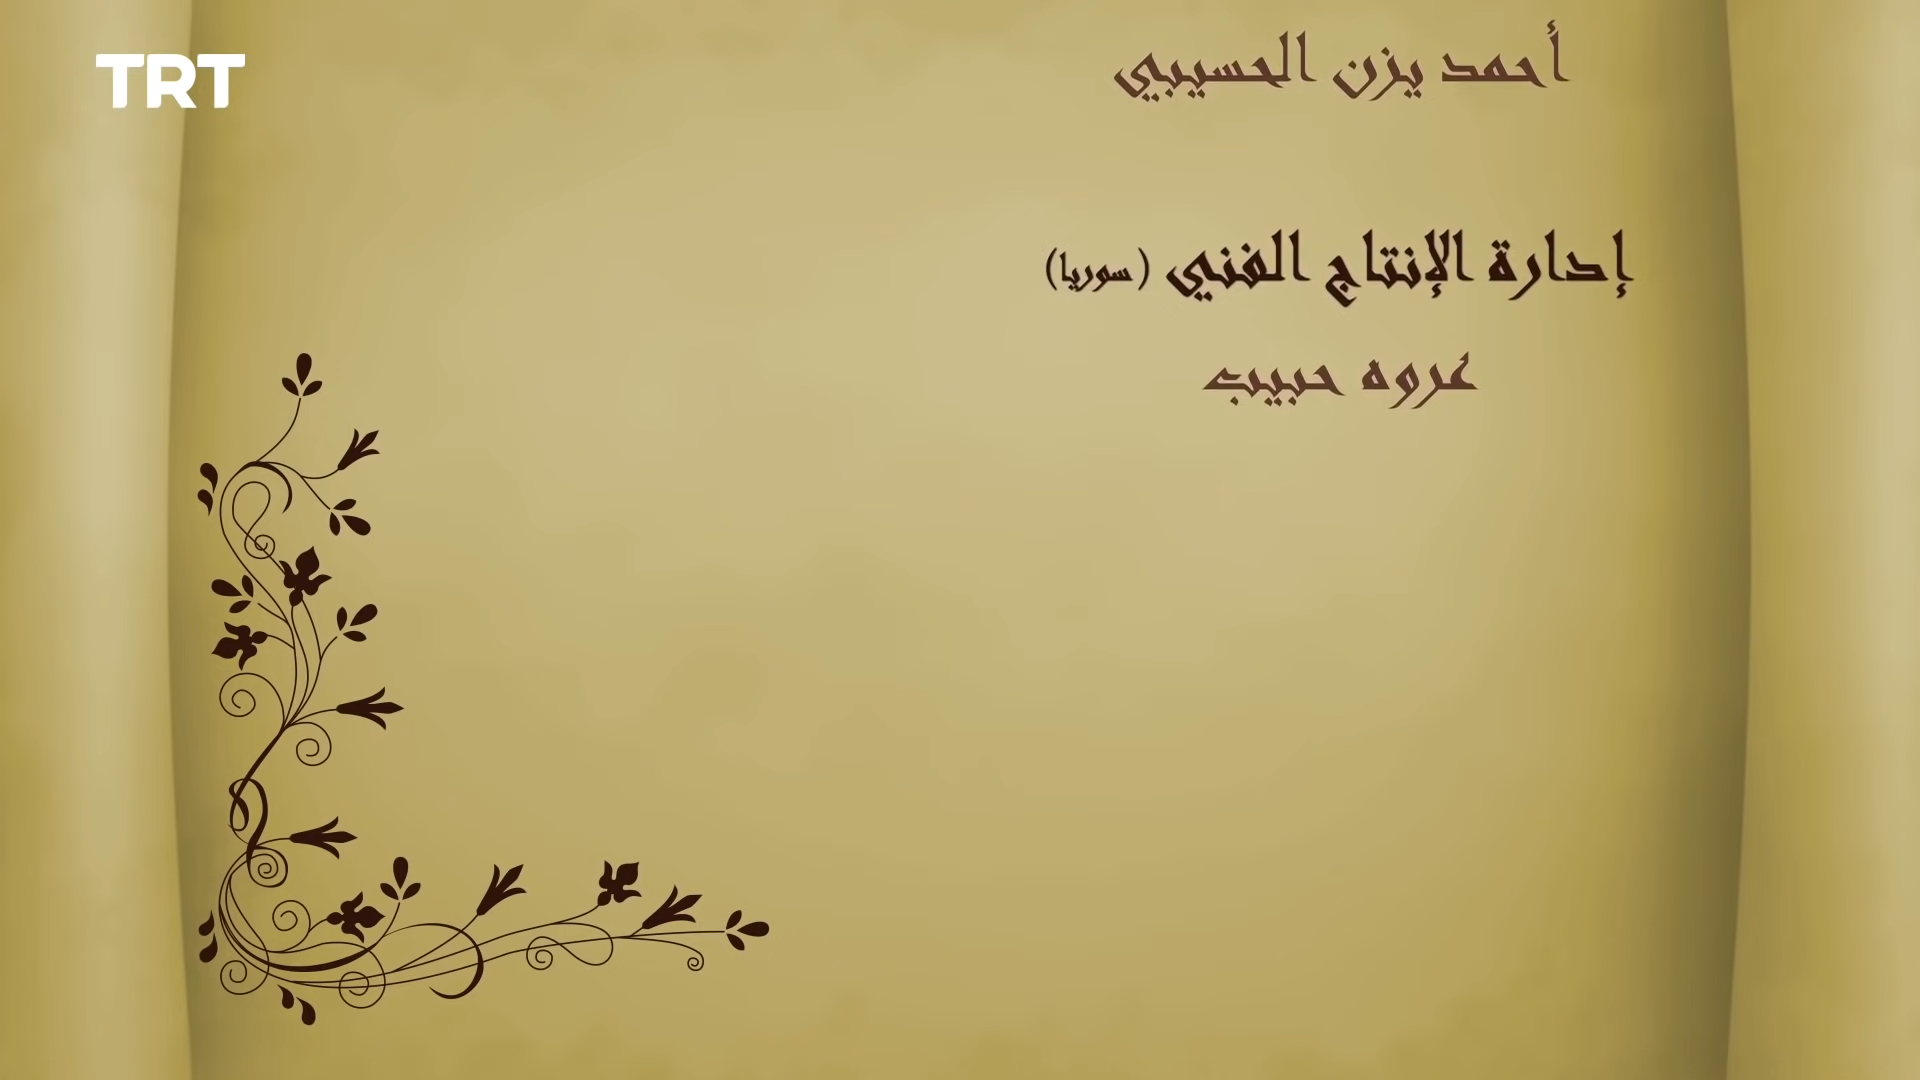 TRT
أحمد يزن الحسيبي
إدارة الإنتاج الفني (سوريا)
عروه حبيب